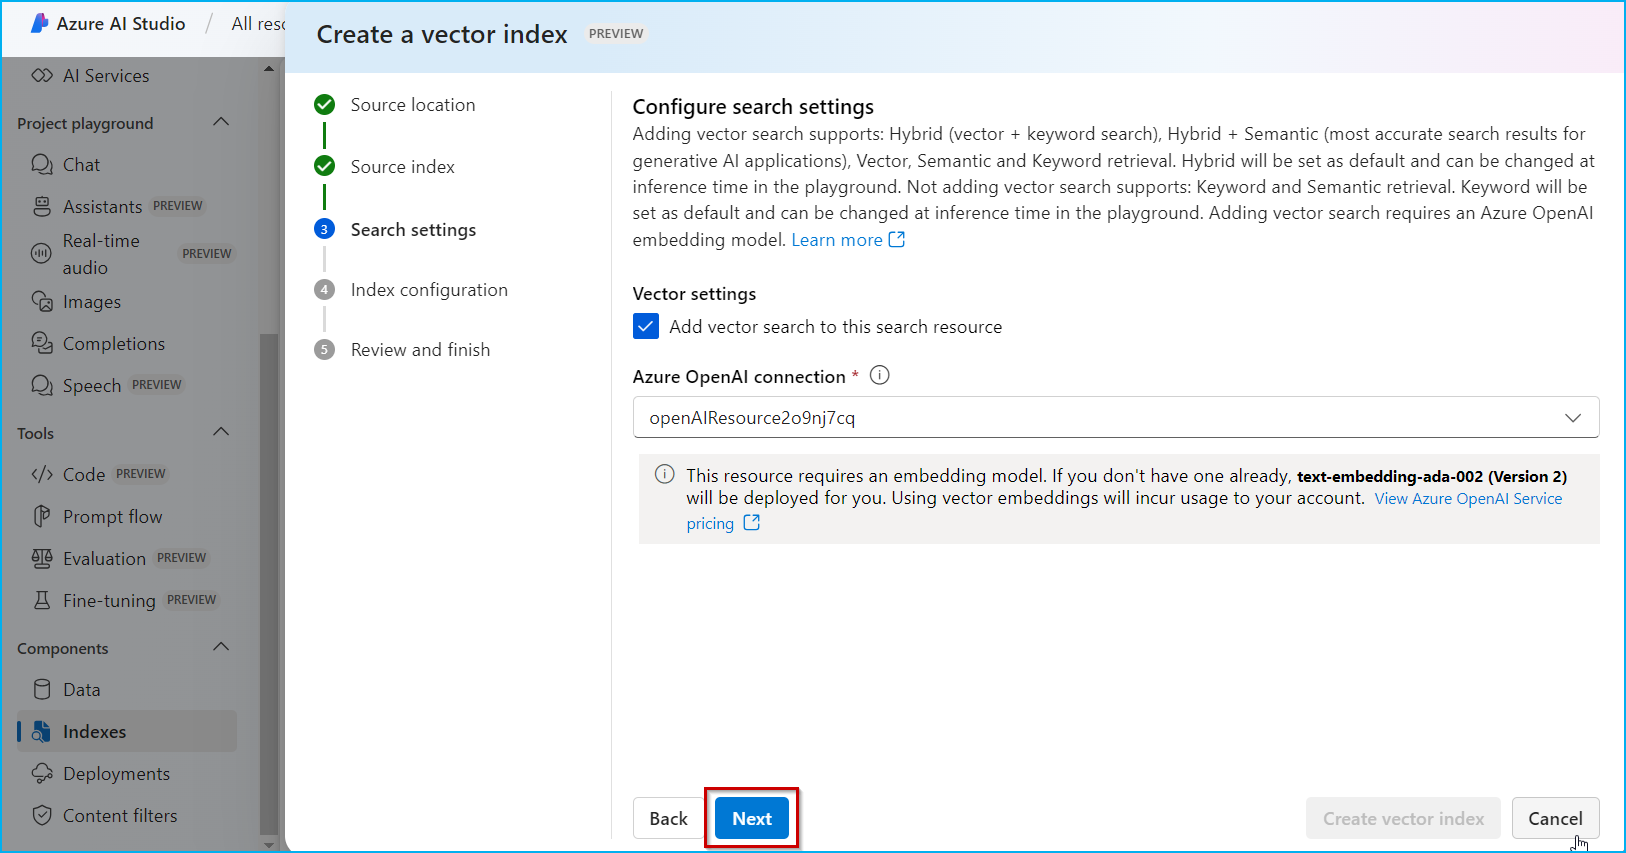 Azure AI Studio / All reso
AI Services
Project playground
Chat
Assistants PREVIEW
Real-time
audio
PREVIEW
Images
Completions
Speech PREVIEW
Tools
Code PREVIEW
Prompt flow
Evaluation PREVIEW
Fine-tuning PREVIEW
Components
Data
Indexes
Deployments
Content filters
Create a vector index PREVIEW
Source location
Source index
3 Search settings
4 Index configuration
5 Review and finish
Configure search settings
Adding vector search supports: Hybrid (vector + keyword search), Hybrid + Semantic (most accurate search results for
generative AI applications), Vector, Semantic and Keyword retrieval. Hybrid will be set as default and can be changed at
inference time in the playground. Not adding vector search supports: Keyword and Semantic retrieval. Keyword will be
set as default and can be changed at inference time in the playground. Adding vector search requires an Azure OpenAI
embedding model. Learn more
Vector settings
Add vector search to this search resource
Azure OpenAI connection *
openAIResource2o9nj7cq
This resource requires an embedding model. If you don't have one already, text-embedding-ada-002 (Version 2)
will be deployed for you. Using vector embeddings will incur usage to your account. View Azure OpenAI Service
pricing
Back Next Create vector index Cancel